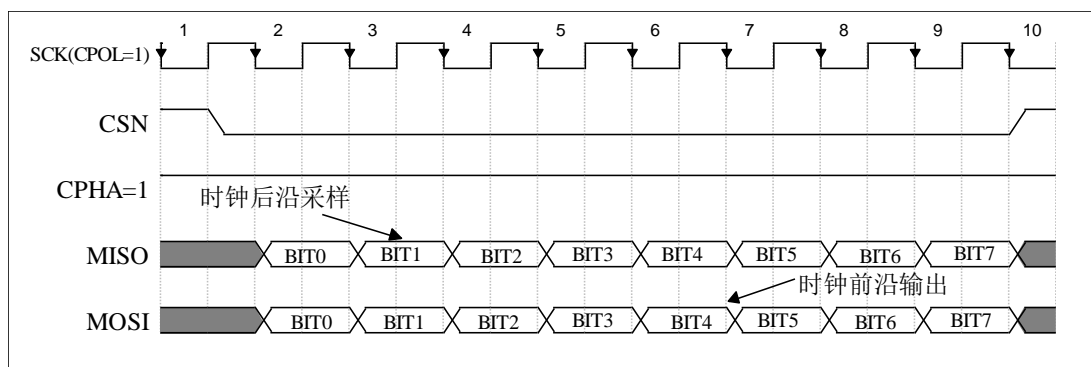 1 2 3 4 5 6 7 8 9 10
SCK(CPOL=1)
CSN
CPHA=1
时钟后沿采样
MISO BIT0 BIT1 BIT2 BIT3 BIT4 BIT5 BIT6 BIT7
时钟前沿输出
MOSI BIT0 BIT1 BIT2 BIT3 BIT4 BIT5 BIT6 BIT7